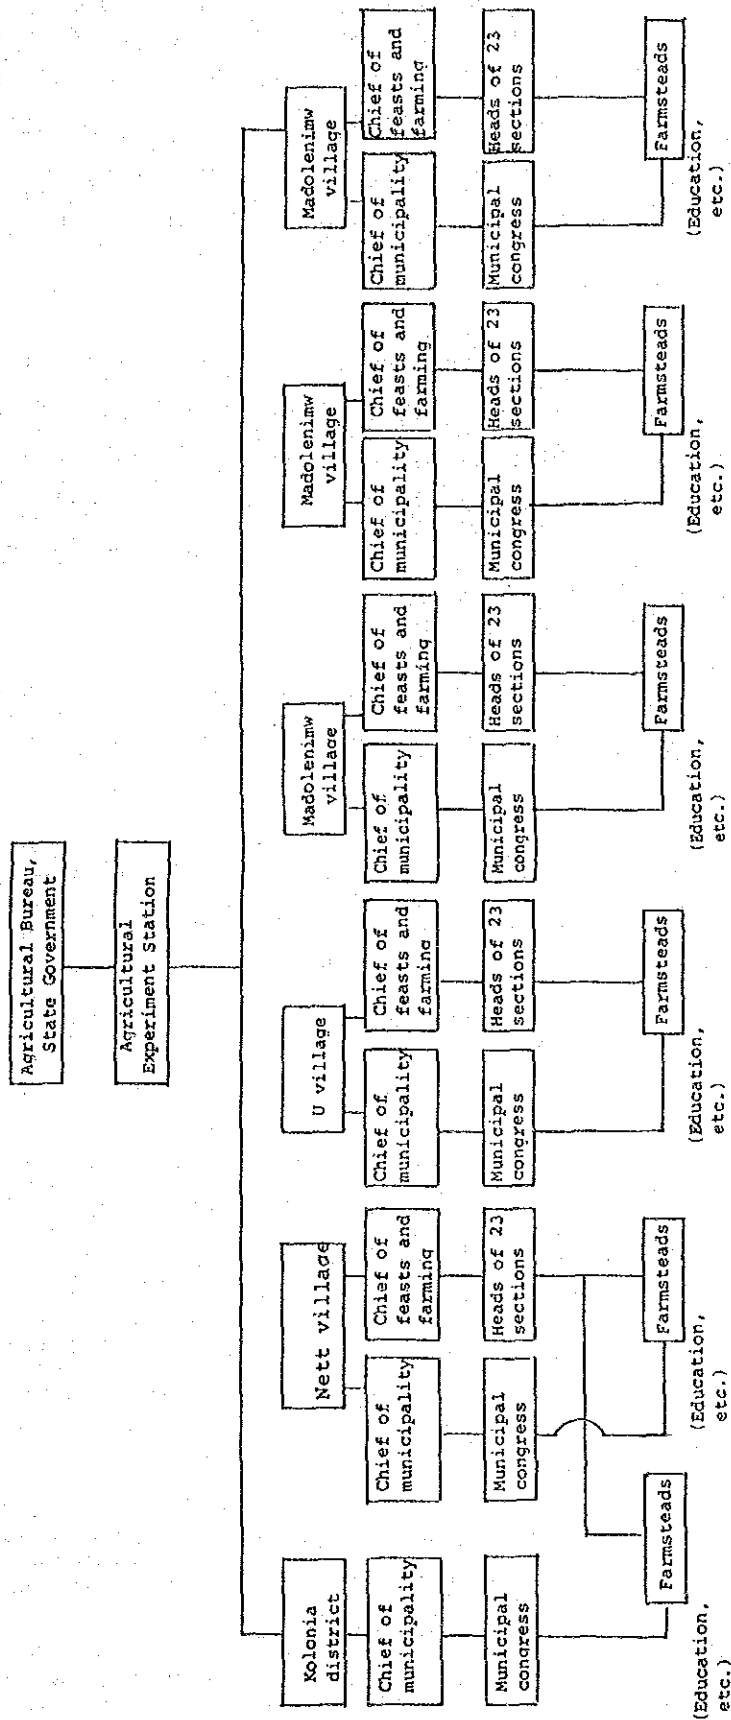 Agricultural Bureau,
State Government
Agricultural
Experiment Station
Kolonia
district
Chief of
municipality
Municipal
congress
Farmsteads
(Education,
etc.)
Nett village
Chief of
municipality
Chief of
feasts and
farming
Municipal
congress
Heads of 23
sections
Farmsteads
(Education,
etc.)
U village
Chief of
municipality
Chief of
feasts and
farming
Municipal
congress
Heads of 23
sections
Farmsteads
(Education,
etc.)
Madolenimw
village
Chief of
municipality
Chief of
feasts and
farming
Municipal
congress
Heads of 23
sections
Farmsteads
(Education,
etc.)
Madolenimw
village
Chief of
municipality
Chief of
feasts and
farming
Municipal
congress
Heads of 23
sections
Farmsteads
(Education,
etc.)
Madolenimw
village
Chief of
municipality
Chief of
feasts and
farming
Municipal
congress
Heads of 23
sections
Farmsteads
(Education,
etc.)